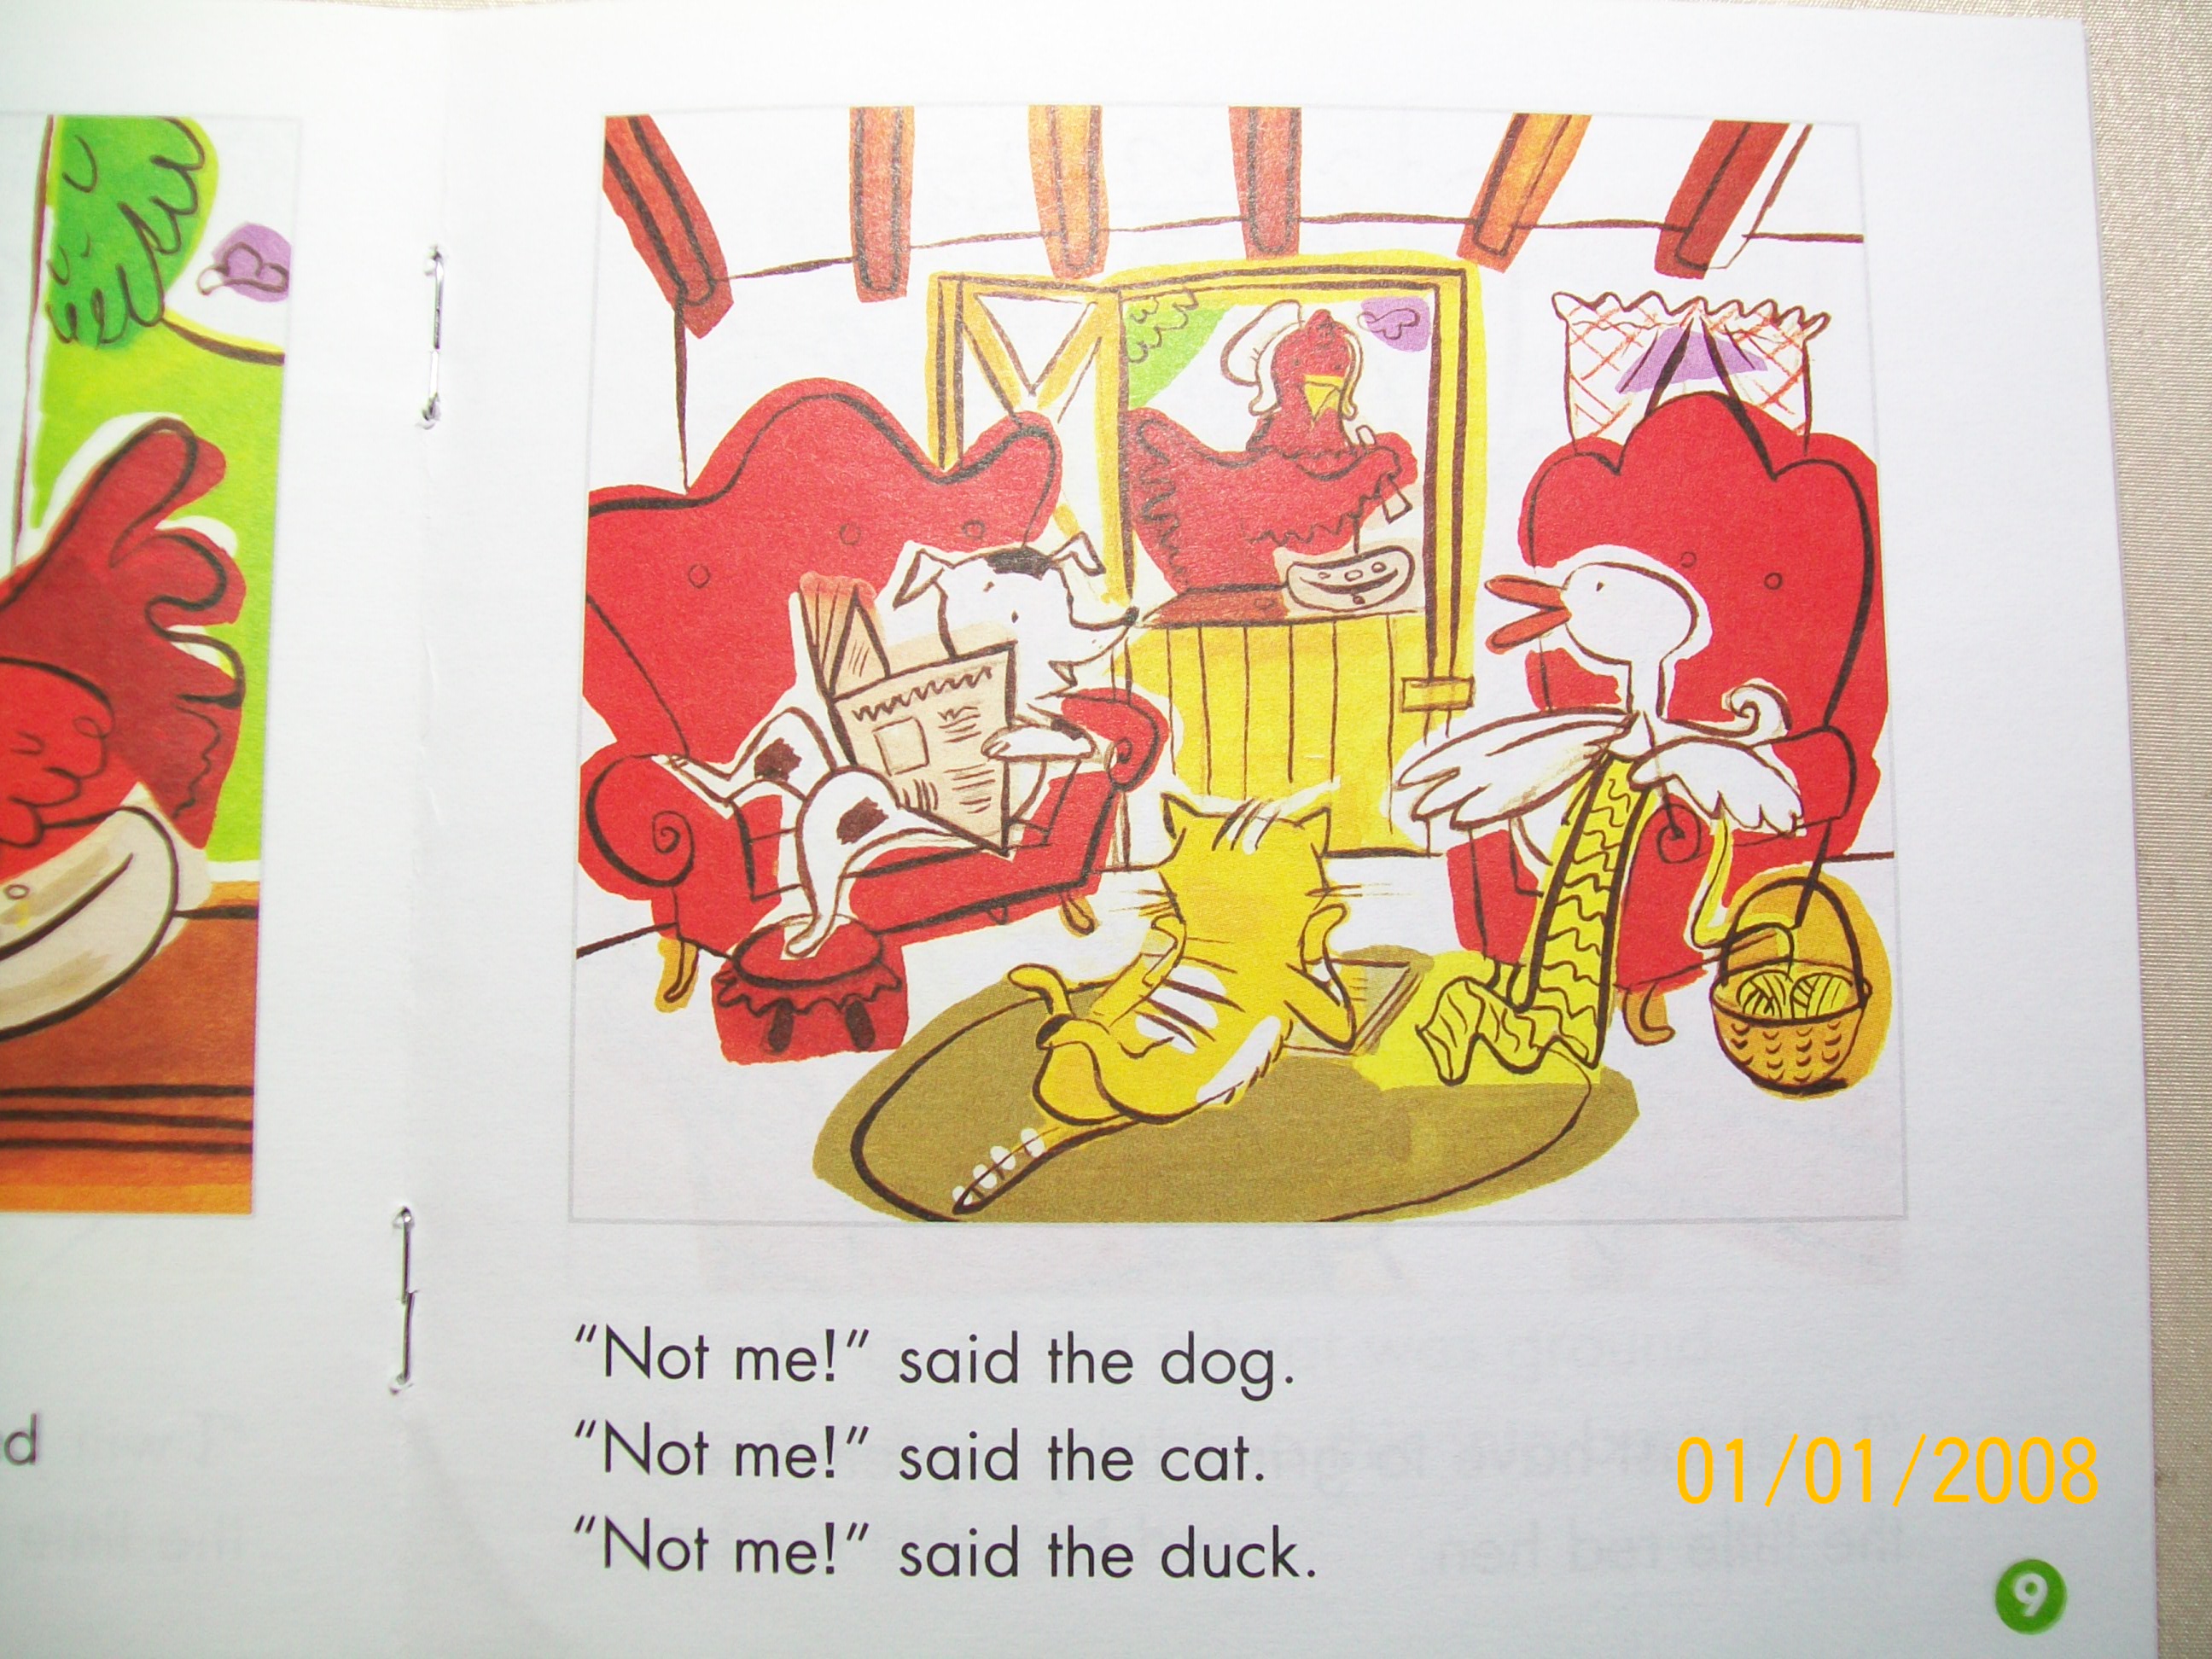 "Not me!" said the dog.
"Not me!" said the cat.
"Not me!" said the duck.
01/01/2008
9